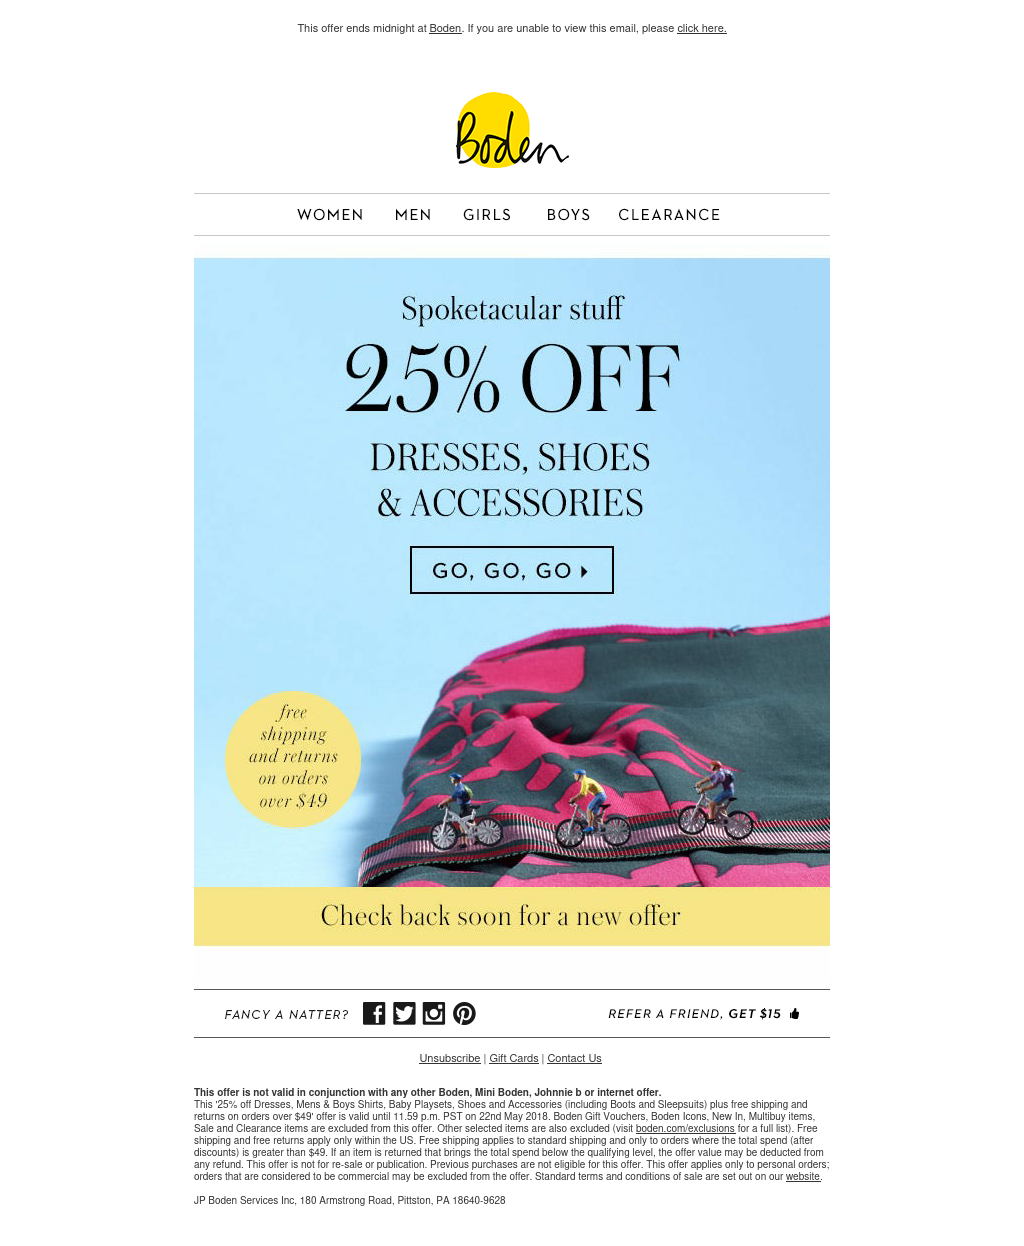 This offer ends midnight at Boden. If you are unable to view this email, please click here.
Boden
WOMEN MEN GIRLS BOYS CLEARANCE
Spoketacular stuff
25% OFF
DRESSES, SHOES
& ACCESSORIES
GO, GO, GO
free
shipping
and returns
on orders
over $49
Check back soon for a new offer
FANCY A NATTER? REFER A FRIEND, GET $15
Unsubscribe | Gift Cards | Contact Us
This offer is not valid in conjunction with any other Boden, Mini Boden, Johnnie b or internet offer.
This '25% off Dresses, Mens & Boys Shirts, Baby Playsets, Shoes and Accessories (including Boots and Sleepsuits) plus free shipping and
returns on orders over $49' offer is valid until 11.59 p.m. PST on 22nd May 2018. Boden Gift Vouchers, Boden Icons, New In, Multibuy items,
Sale and Clearance items are excluded from this offer. Other selected items are also excluded (visit boden.com/exclusions for a full list). Free
shipping and free returns apply only within the US. Free shipping applies to standard shipping and only to orders where the total spend (after
discounts) is greater than $49. If an item is returned that brings the total spend below the qualifying level, the offer value may be deducted from
any refund. This offer is not for re-sale or publication. Previous purchases are not eligible for this offer. This offer applies only to personal orders;
orders that are considered to be commercial may be excluded from the offer. Standard terms and conditions of sale are set out on our website.
JP Boden Services Inc, 180 Armstrong Road, Pittston, PA 18640-9628